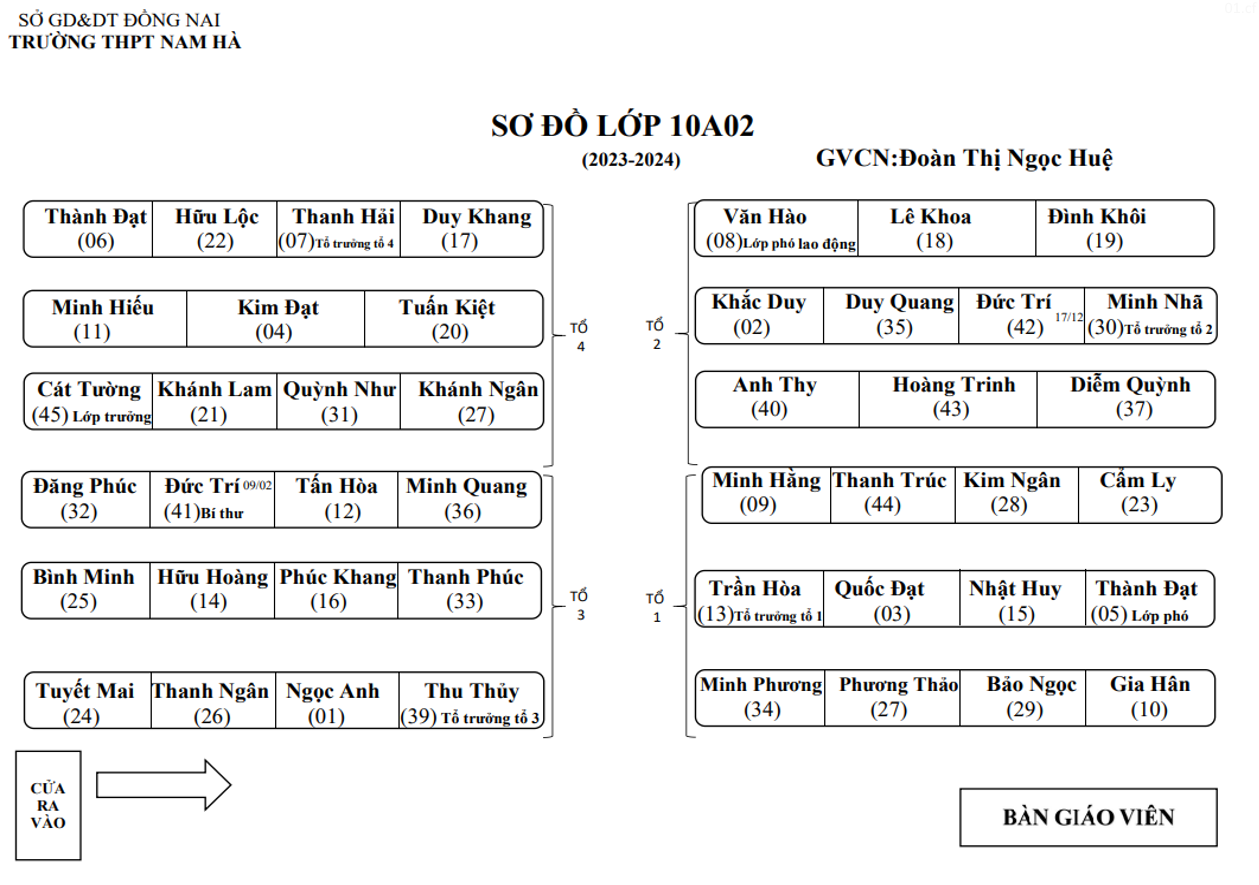 SỞ GD&DT ĐỒNG NAI
TRƯỜNG THPT NAM HÀ
SƠ ĐỒ LỚP 10A02
(2023-2024)
GVCN:Đoàn Thị Ngọc Huệ
Thành Đạt Hữu Lộc Thanh Hải Duy Khang
(06) (22) (07)Tổ trưởng tổ 4 (17)
Minh Hiếu Kim Đạt Tuấn Kiệt
(11) (04) (20)
Cát Tường Khánh Lam Quỳnh Như Khánh Ngân
(45) Lớp trưởng (21) (31) (27)
TỔ
4
Văn Hào Lê Khoa Đình Khôi
(08)Lớp phó lao động (18) (19)
Khắc Duy Duy Quang Đức Trí Minh Nhã
(02) (35) (42) 17/12 (30)Tổ trưởng tổ 2
Anh Thy Hoàng Trinh Diễm Quỳnh
(40) (43) (37)
TỔ
2
Đăng Phúc Đức Trí 09/02 Tấn Hòa Minh Quang
(32) (41)Bí thư (12) (36)
Bình Minh Hữu Hoàng Phúc Khang Thanh Phúc
(25) (14) (16) (33)
Tuyết Mai Thanh Ngân Ngọc Anh Thu Thủy
(24) (26) (01) (39) Tổ trưởng tổ 3
TỔ
3
Minh Hằng Thanh Trúc Kim Ngân Cẩm Ly
(09) (44) (28) (23)
Trần Hòa Quốc Đạt Nhật Huy Thành Đạt
(13)Tổ trưởng tổ 1 (03) (15) (05) Lớp phó
Minh Phương Phương Thảo Bảo Ngọc Gia Hân
(34) (27) (29) (10)
TỔ
1
CỬA
RA
VÀO
BÀN GIÁO VIÊN